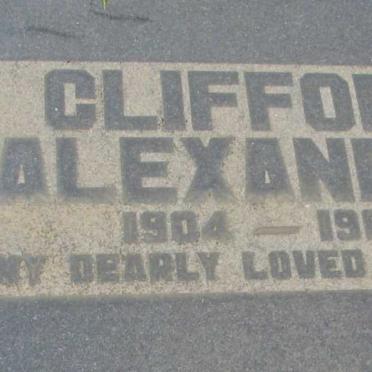 CLIFFO
ALEXAN
1904 — 19
MY DEARLY LOVED